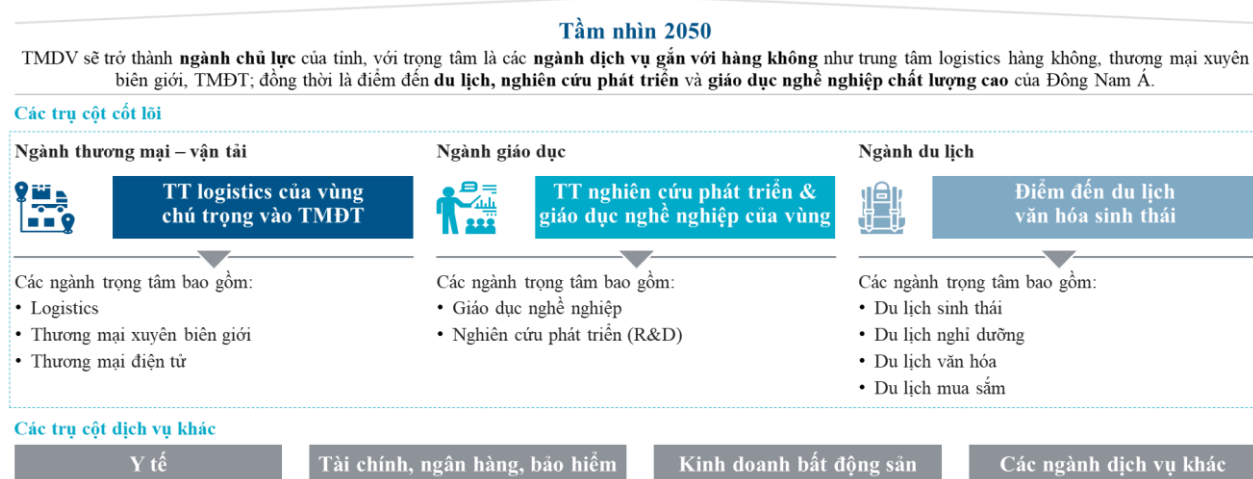 Tầm nhìn 2050
TMDV sẽ trở thành ngành chủ lực của tỉnh, với trọng tâm là các ngành dịch vụ gắn với hàng không như trung tâm logistics hàng không, thương mại xuyên
biên giới, TMĐT; đồng thời là điểm đến du lịch, nghiên cứu phát triển và giáo dục nghề nghiệp chất lượng cao của Đông Nam Á.
Các trụ cột cốt lõi
Ngành thương mại – vận tải
TT logistics của vùng
chú trọng vào TMĐT
Các ngành trọng tâm bao gồm:
• Logistics
• Thương mại xuyên biên giới
• Thương mại điện tử
Ngành giáo dục
TT nghiên cứu phát triển &
giáo dục nghề nghiệp của vùng
Các ngành trọng tâm bao gồm:
• Giáo dục nghề nghiệp
• Nghiên cứu phát triển (R&D)
Ngành du lịch
Điểm đến du lịch
văn hóa sinh thái
Các ngành trọng tâm bao gồm:
• Du lịch sinh thái
• Du lịch nghỉ dưỡng
• Du lịch văn hóa
• Du lịch mua sắm
Các trụ cột dịch vụ khác
Y tế
Tài chính, ngân hàng, bảo hiểm
Kinh doanh bất động sản
Các ngành dịch vụ khác